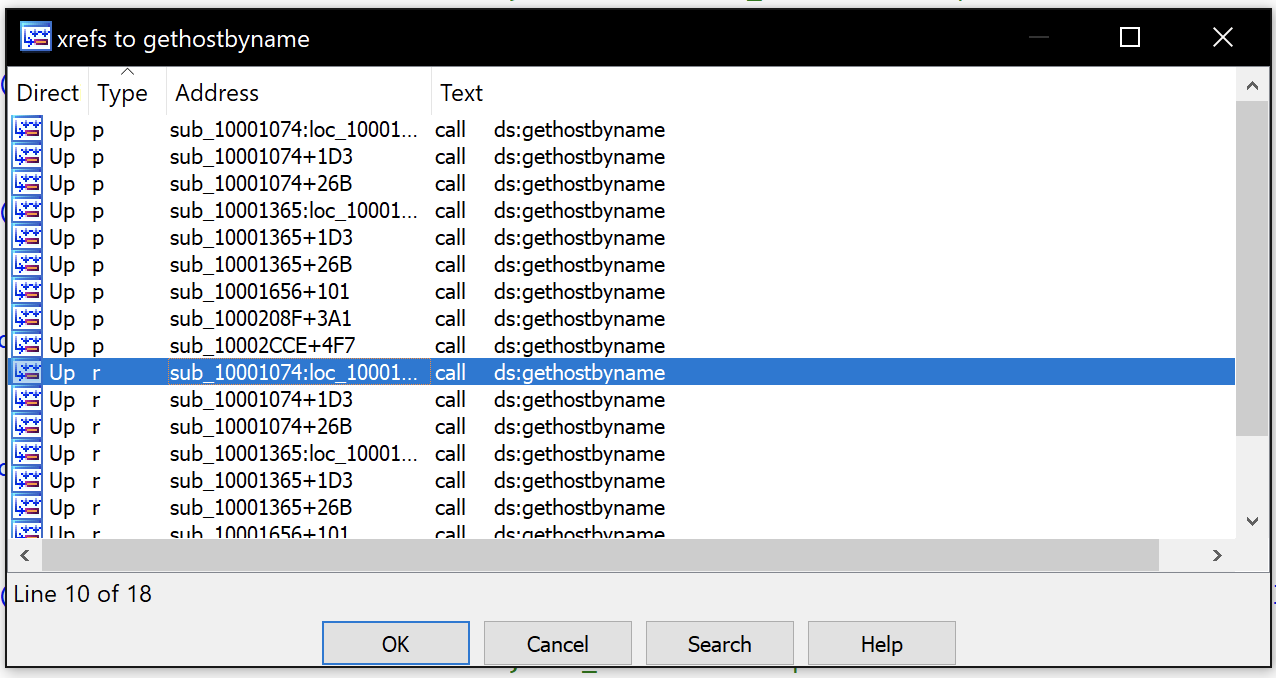 xrefs to gethostbyname
Direct Type Address Text
Up p sub_10001074:loc_10001... call ds:gethostbyname
Up p sub_10001074+1D3 call ds:gethostbyname
Up p sub_10001074+26B call ds:gethostbyname
Up p sub_10001365:loc_10001... call ds:gethostbyname
Up p sub_10001365+1D3 call ds:gethostbyname
Up p sub_10001365+26B call ds:gethostbyname
Up p sub_10001656+101 call ds:gethostbyname
Up p sub_1000208F+3A1 call ds:gethostbyname
Up p sub_10002CCE+4F7 call ds:gethostbyname
Up r sub_10001074:loc_10001... call ds:gethostbyname
Up r sub_10001074+1D3 call ds:gethostbyname
Up r sub_10001074+26B call ds:gethostbyname
Up r sub_10001365:loc_10001... call ds:gethostbyname
Up r sub_10001365+1D3 call ds:gethostbyname
Up r sub_10001365+26B call ds:gethostbyname
Up r sub_10001656+101 call ds:gethostbyname
Line 10 of 18
OK Cancel Search Help